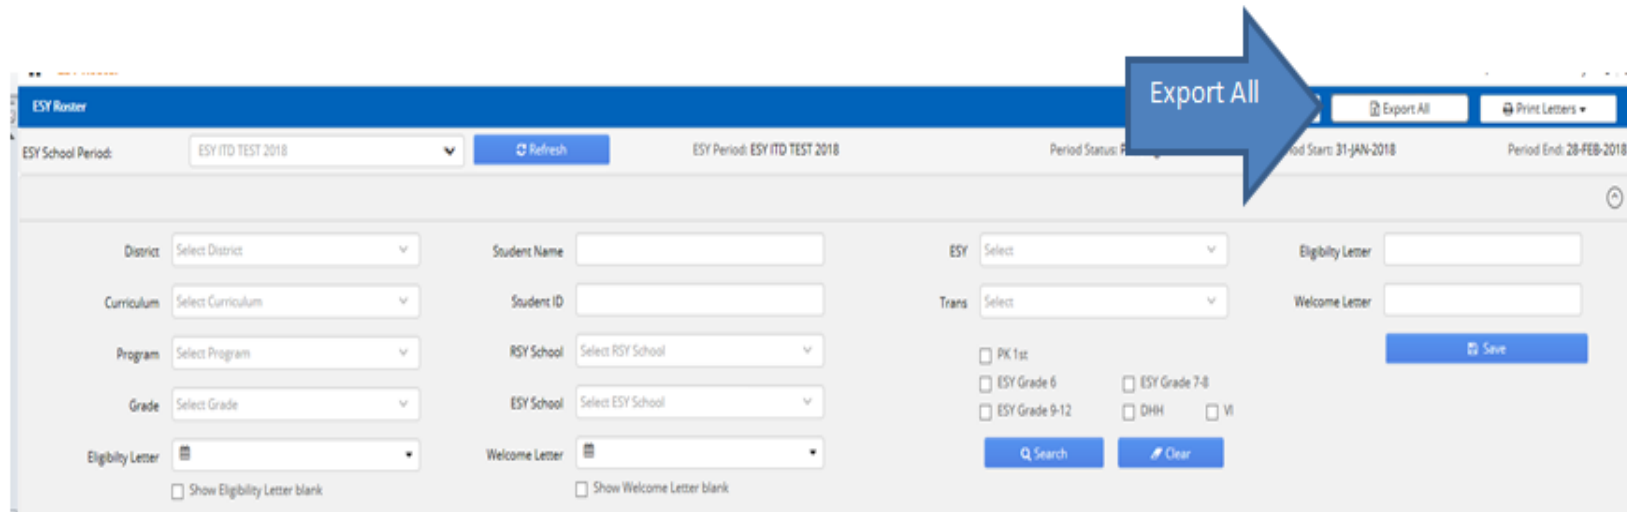 Export All
ESY Roster
Export All
Print Letters
ESY School Period:
ESY ITD TEST 2018
Refresh
ESY Period: ESY ITD TEST 2018
Period Status:
Start: 31-JAN-2018
Period End: 28-FEB-2018
District
Select District
Student Name
ESY
Select
Eligibilty Letter
Curriculum
Select Curriculum
Student ID
Trans
Select
Welcome Letter
Program
Select Program
RSY School
Select RSY School
PK 1st
Save
ESY Grade 6
ESY Grade 7-8
Grade
Select Grade
ESY School
Select ESY School
ESY Grade 9-12
DHH
VI
Eligibilty Letter
Welcome Letter
Search
Clear
Show Eligibility Letter blank
Show Welcome Letter blank